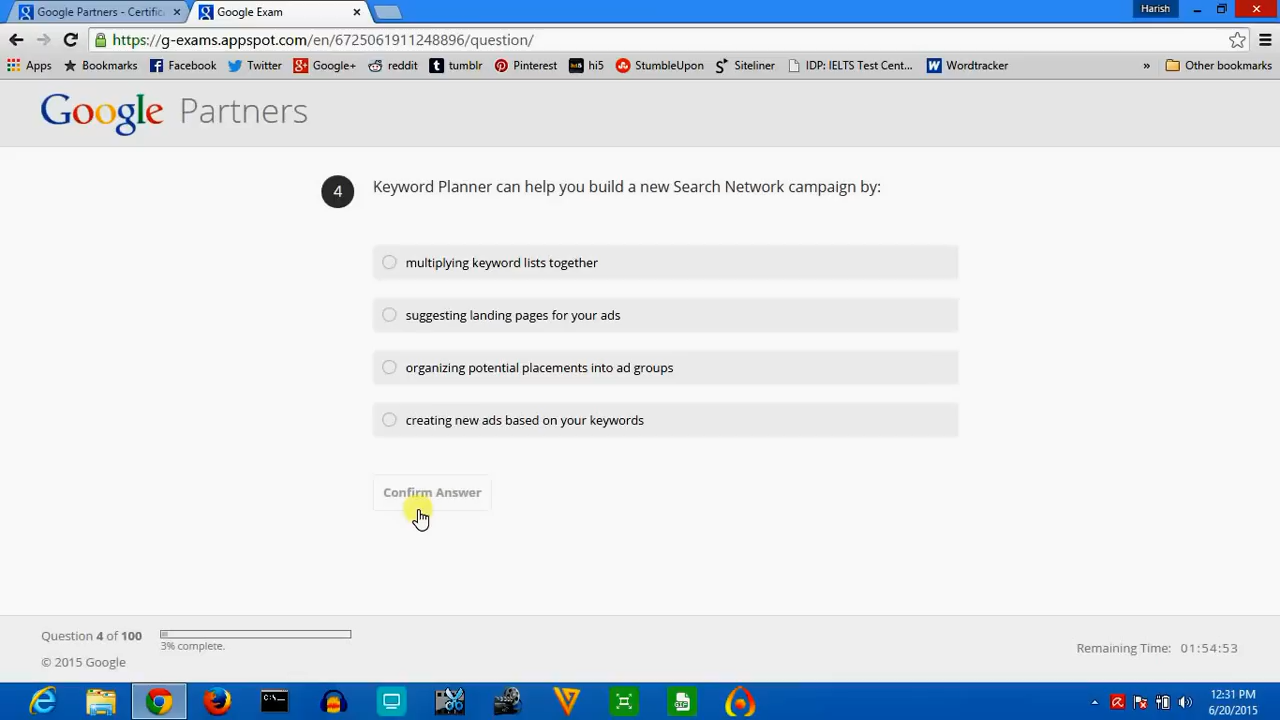 Google Partners - Certific
Google Exam
Harish
https://g-exams.appspot.com/en/6725061911248896/question/
Apps
Bookmarks
Facebook
Twitter
Google+
reddit
tumblr
Pinterest
hi5
StumbleUpon
Siteliner
IDP: IELTS Test Cent...
Wordtracker
»
Other bookmarks
Google Partners
4
Keyword Planner can help you build a new Search Network campaign by:
multiplying keyword lists together
suggesting landing pages for your ads
organizing potential placements into ad groups
creating new ads based on your keywords
Confirm Answer
Question 4 of 100
3% complete.
Remaining Time: 01:54:53
© 2015 Google
12:31 PM
6/20/2015